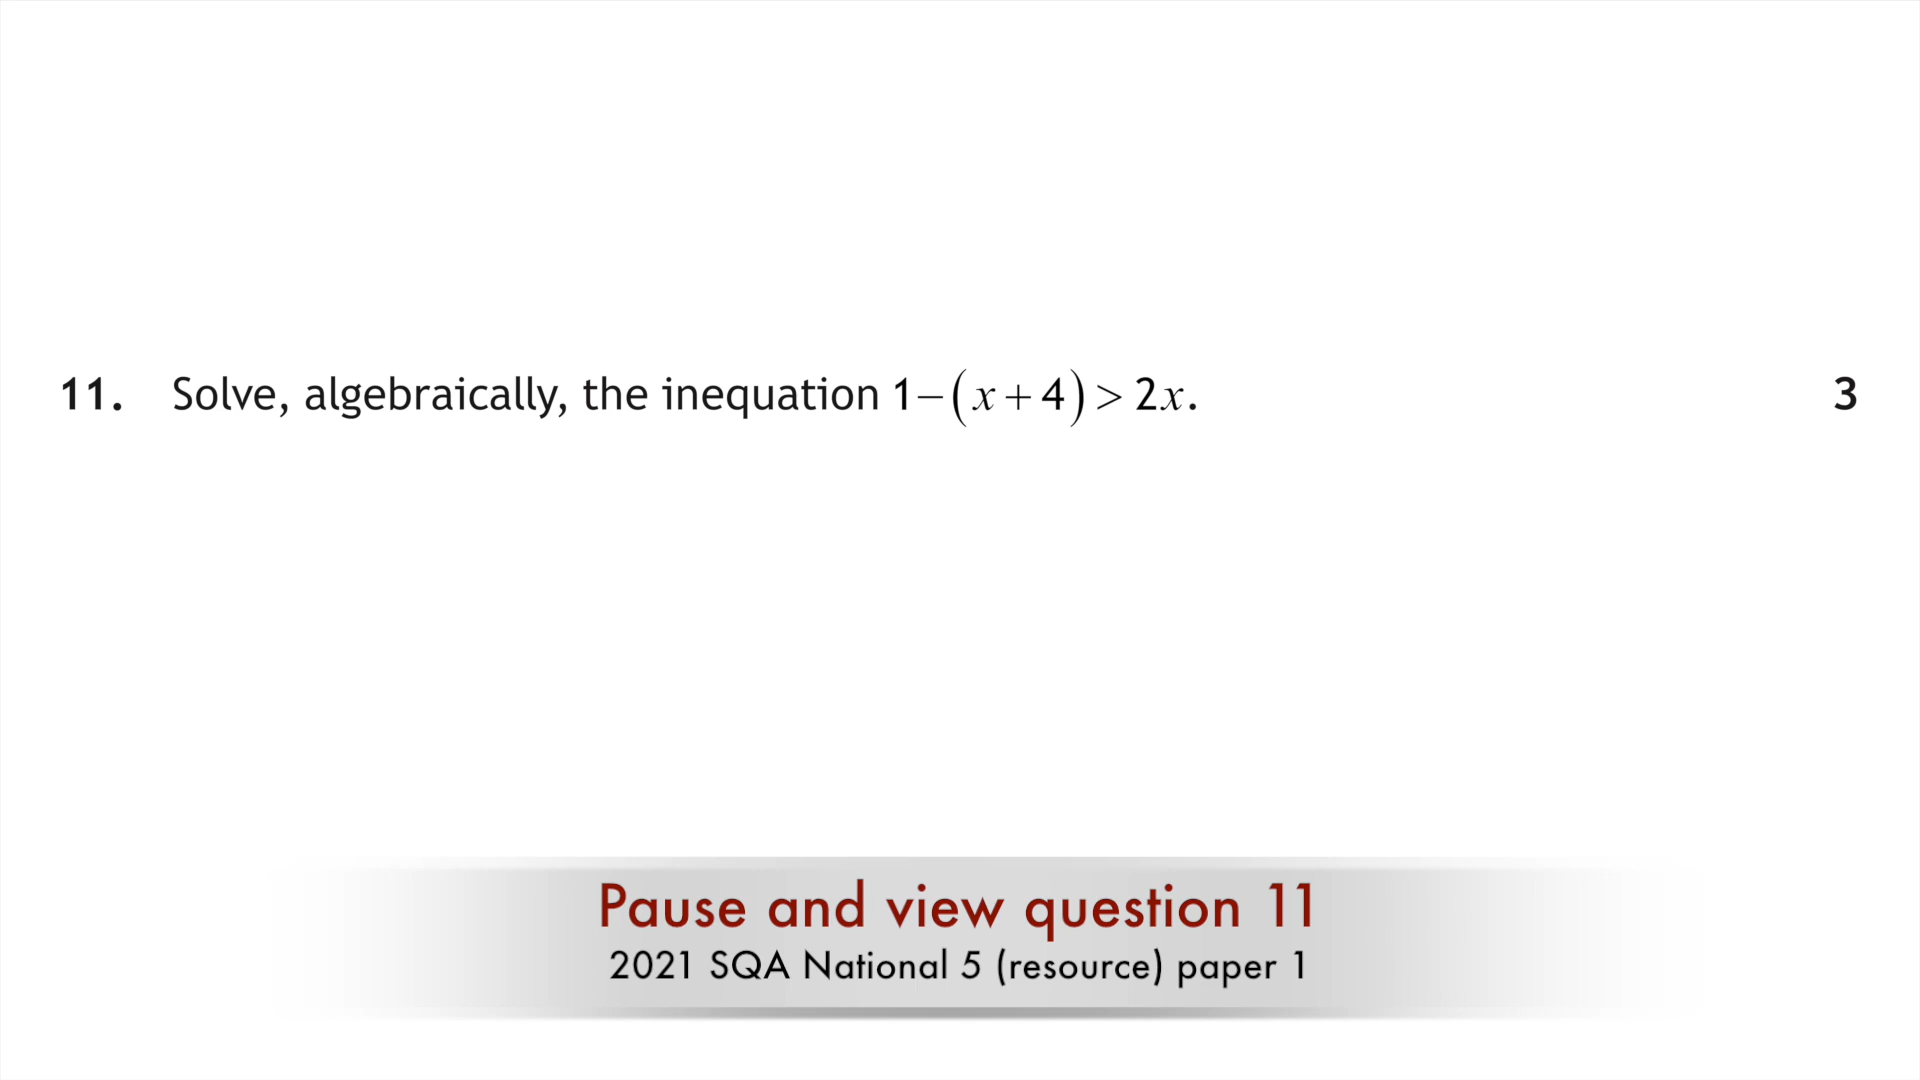 11. Solve, algebraically, the inequation 1−(x+4)>2x. 3
Pause and view question 11
2021 SQA National 5 (resource) paper 1